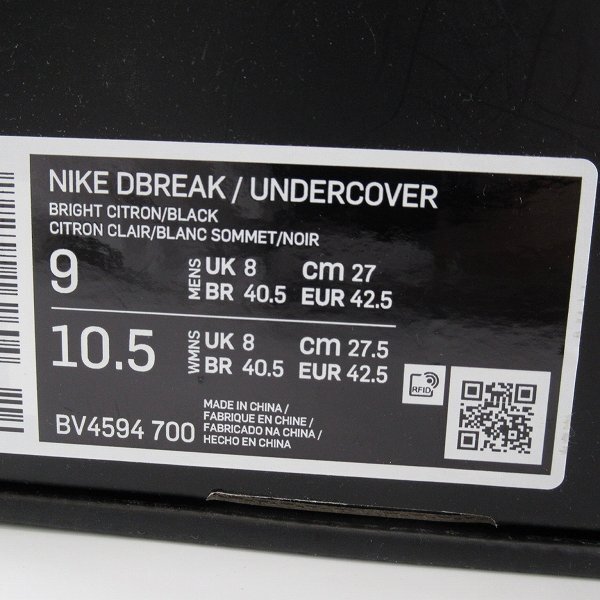 NIKE DBREAK / UNDERCOVER
BRIGHT CITRON/BLACK
CITRON CLAIR/BLANC SOMMET/NOIR
9 MENS UK 8 cm 27
BR 40.5 EUR 42.5
10.5 WMNS UK 8 cm 27.5
BR 40.5 EUR 42.5
RFID
BV4594 700
MADE IN CHINA /
FABRIQUE EN CHINE /
FABRICADO NA CHINA /
HECHO EN CHINA